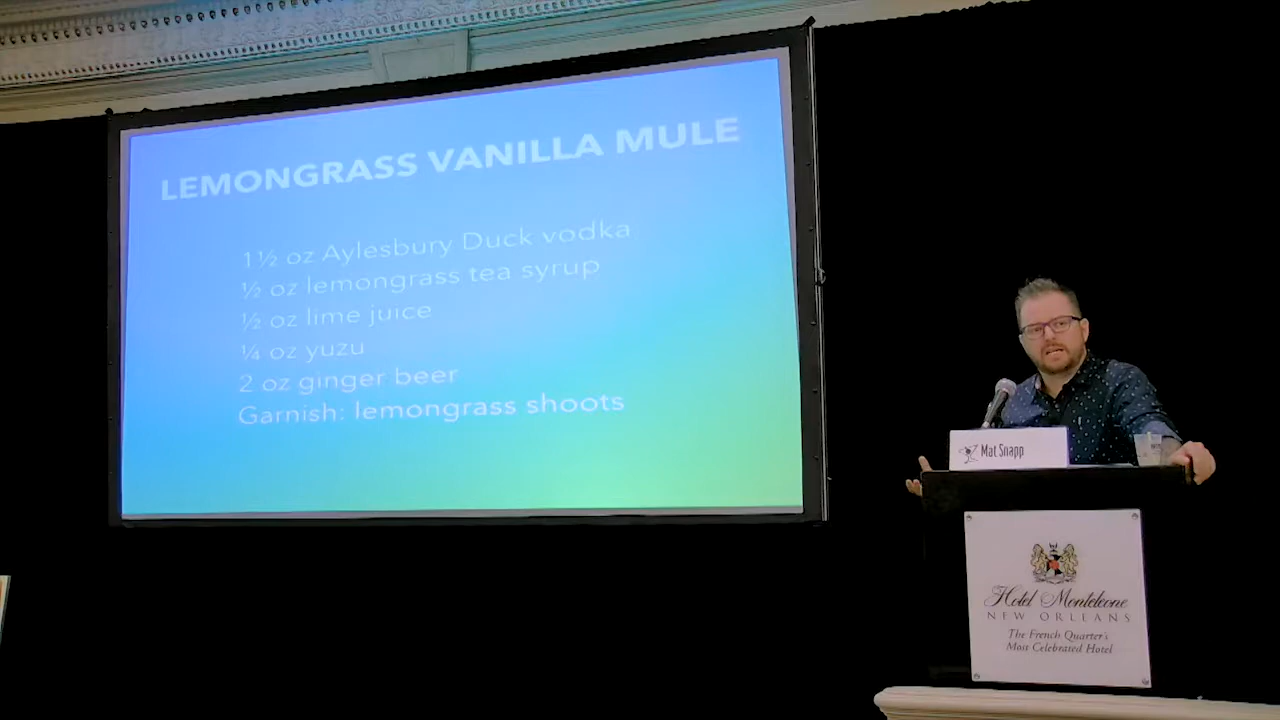 LEMONGRASS VANILLA MULE
1½ oz Aylesbury Duck vodka
½ oz lemongrass tea syrup
½ oz lime juice
¼ oz yuzu
2 oz ginger beer
Garnish: lemongrass shoots
Mat Snapp
Hotel Monteleone
NEW ORLEANS
The French Quarter's
Most Celebrated Hotel